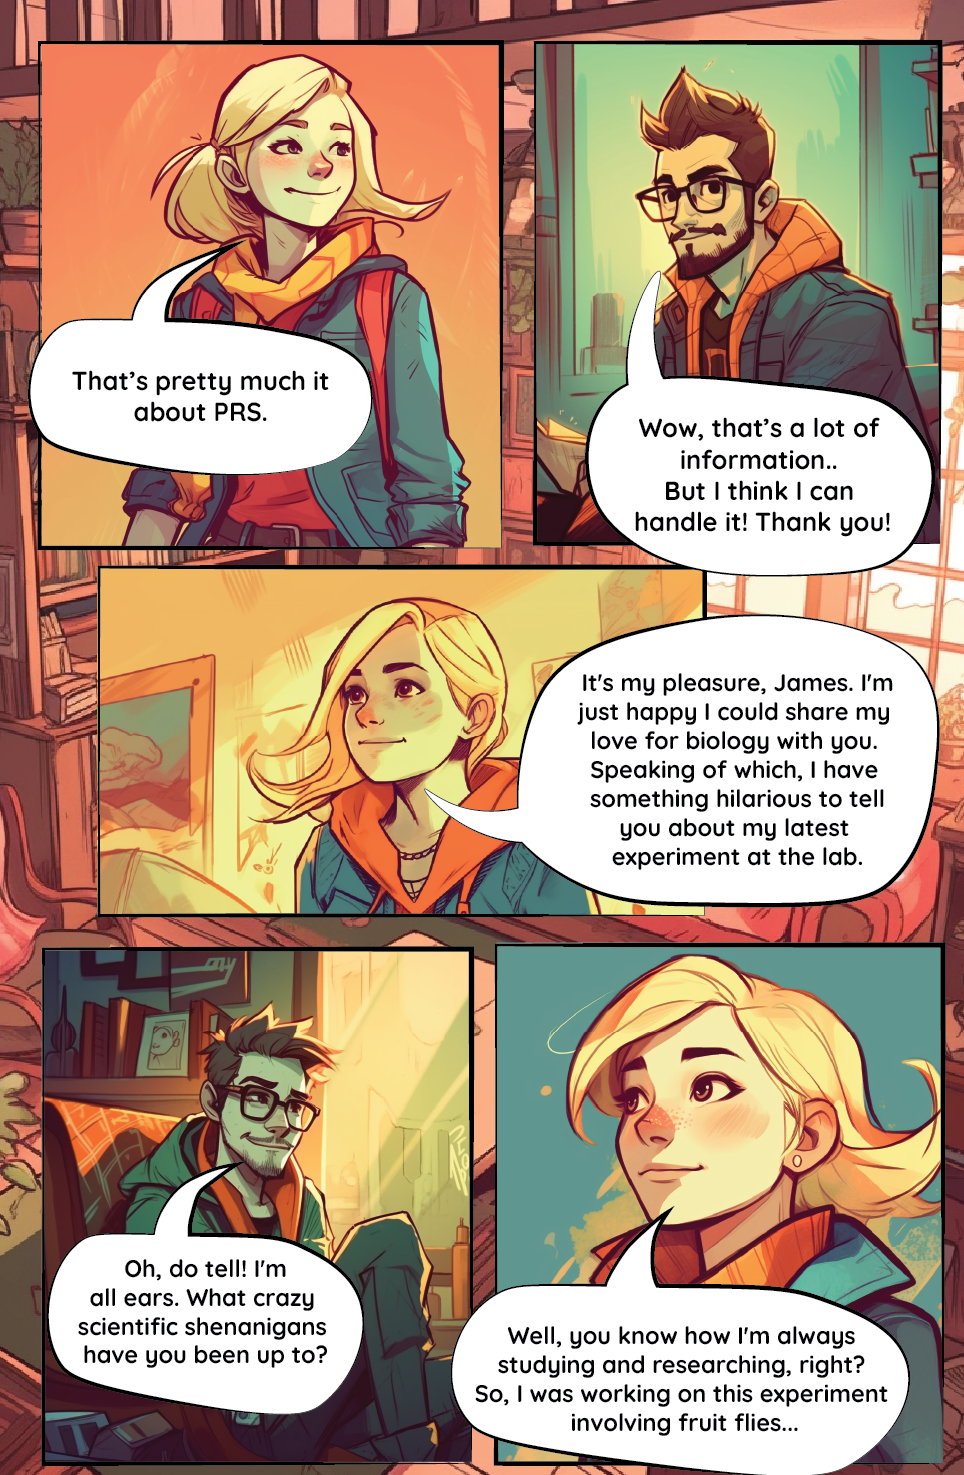 That's pretty much it
about PRS.
Wow, that's a lot of
information..
But I think I can
handle it! Thank you!
It's my pleasure, James. I'm
just happy I could share my
love for biology with you.
Speaking of which, I have
something hilarious to tell
you about my latest
experiment at the lab.
Oh, do tell! I'm
all ears. What crazy
scientific shenanigans
have you been up to?
Well, you know how I'm always
studying and researching, right?
So, I was working on this experiment
involving fruit flies...